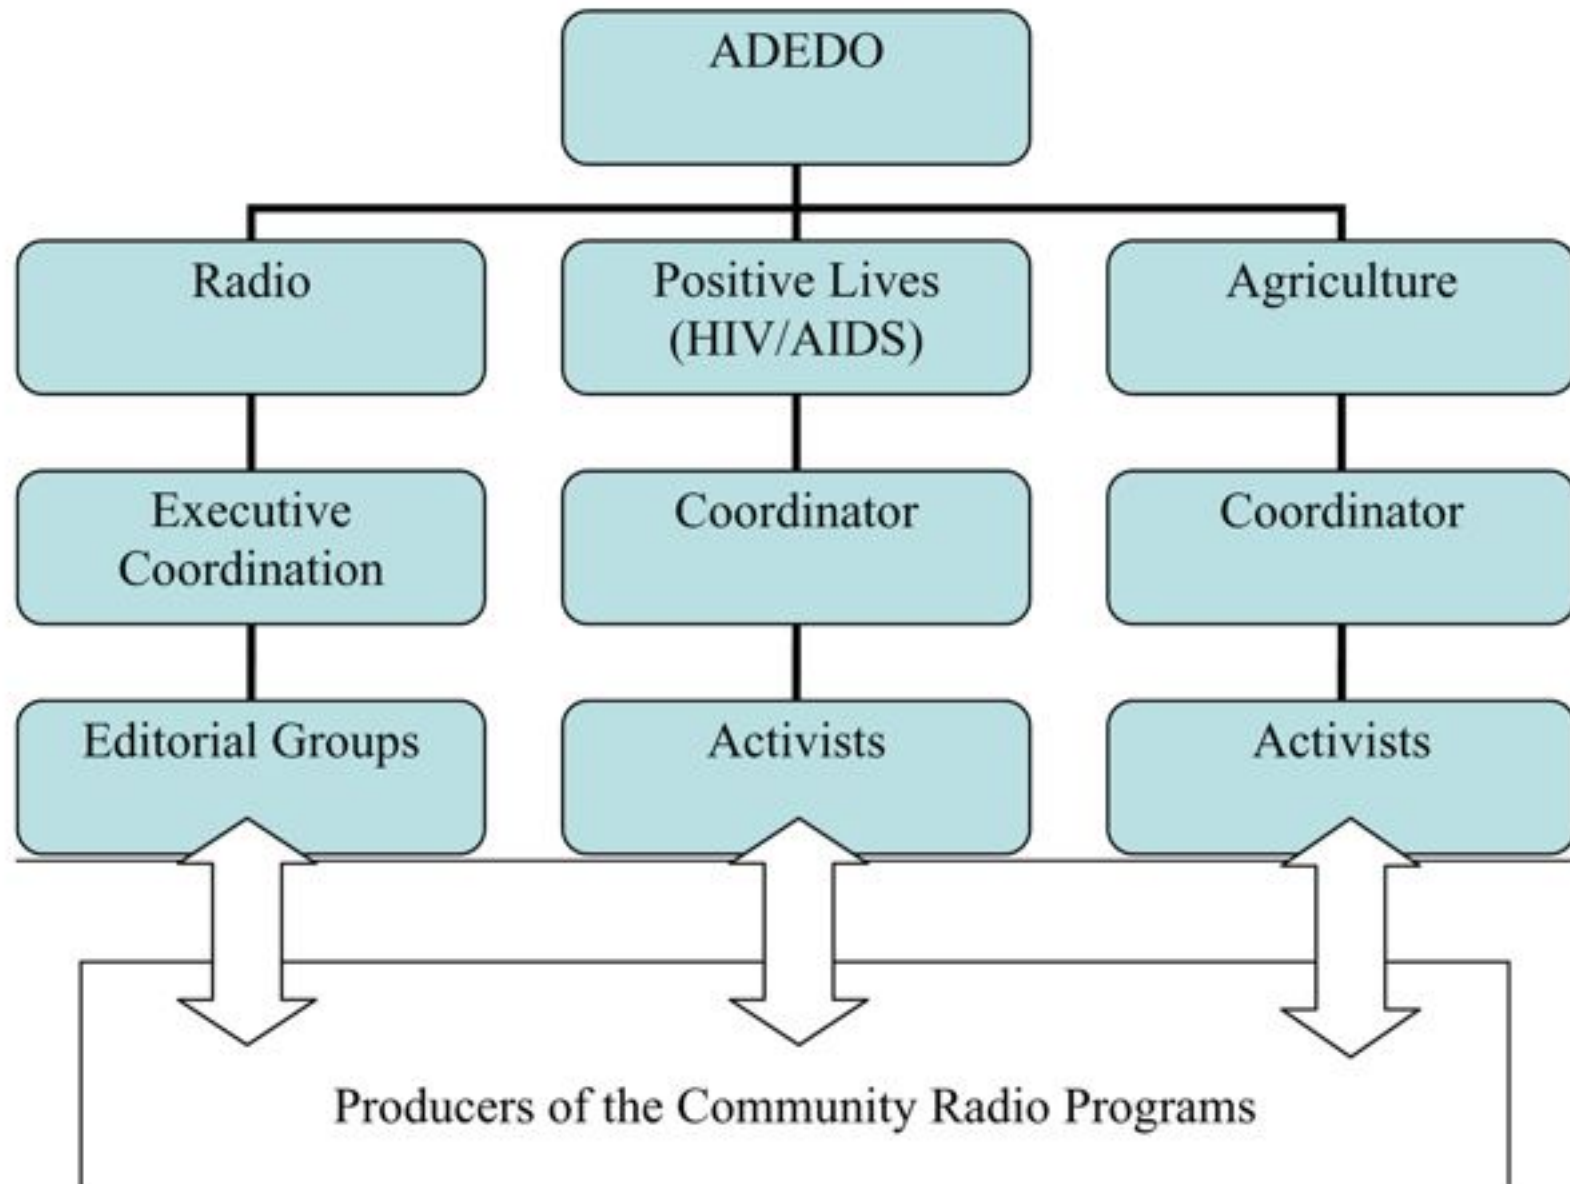 ADEDO
Radio
Positive Lives
(HIV/AIDS)
Agriculture
Executive
Coordination
Coordinator
Coordinator
Editorial Groups
Activists
Activists
Producers of the Community Radio Programs